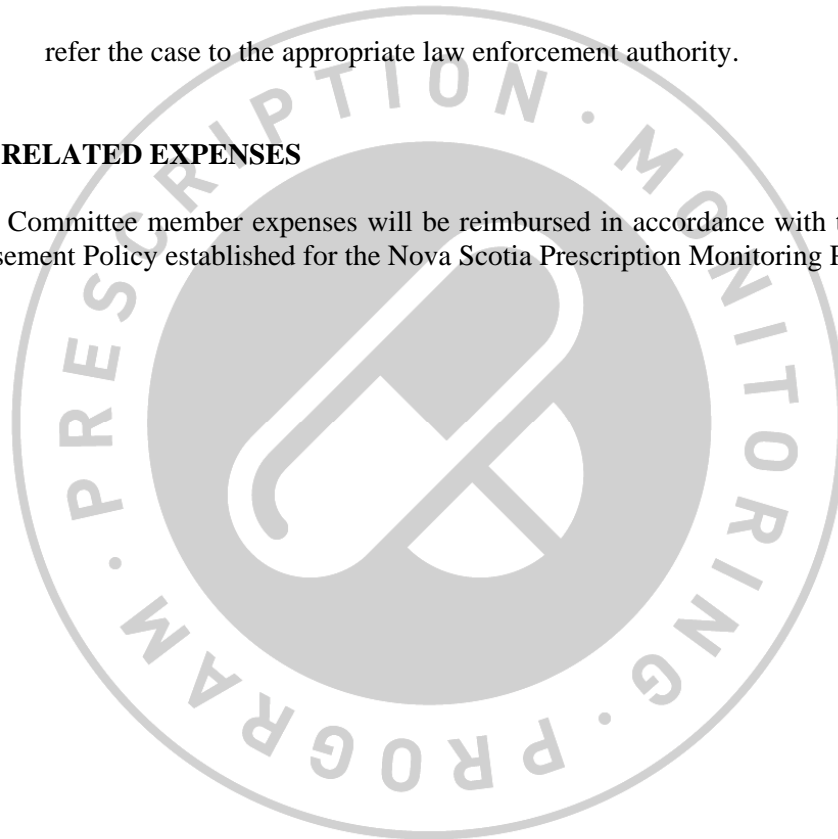 refer the case to the appropriate law enforcement authority.
RELATED EXPENSES
Committee member expenses will be reimbursed in accordance with
Policy established for the Nova Scotia Prescription Monitoring
PRESCRIPTION · MONITORING · PROGRAM ·